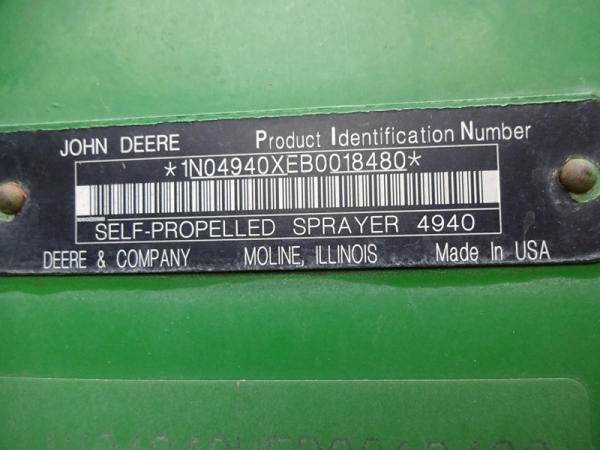 JOHN DEERE Product Identification Number
*1N04940XEB0018480*
SELF-PROPELLED SPRAYER 4940
DEERE & COMPANY MOLINE, ILLINOIS Made In USA